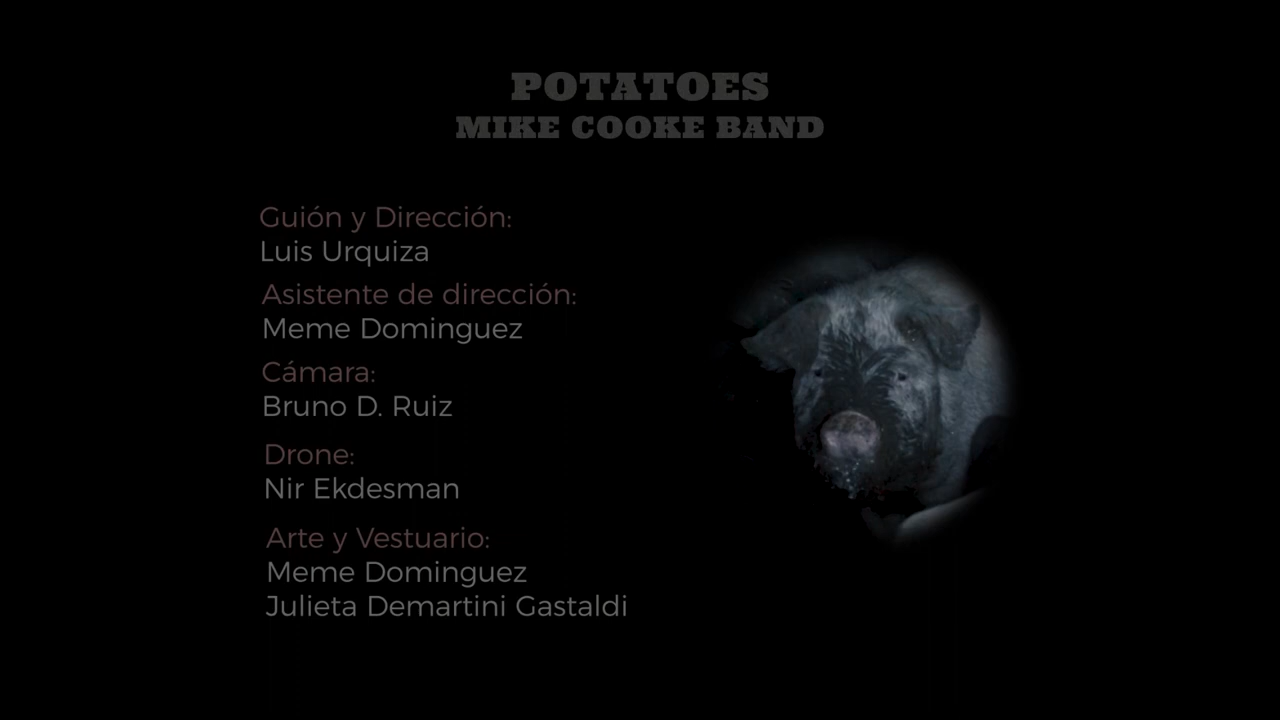 POTATOES
MIKE COOKE BAND
Guión y Dirección:
Luis Urquiza
Asistente de dirección:
Meme Dominguez
Cámara:
Bruno D. Ruiz
Drone:
Nir Ekdesman
Arte y Vestuario:
Meme Dominguez
Julieta Demartini Gastaldi